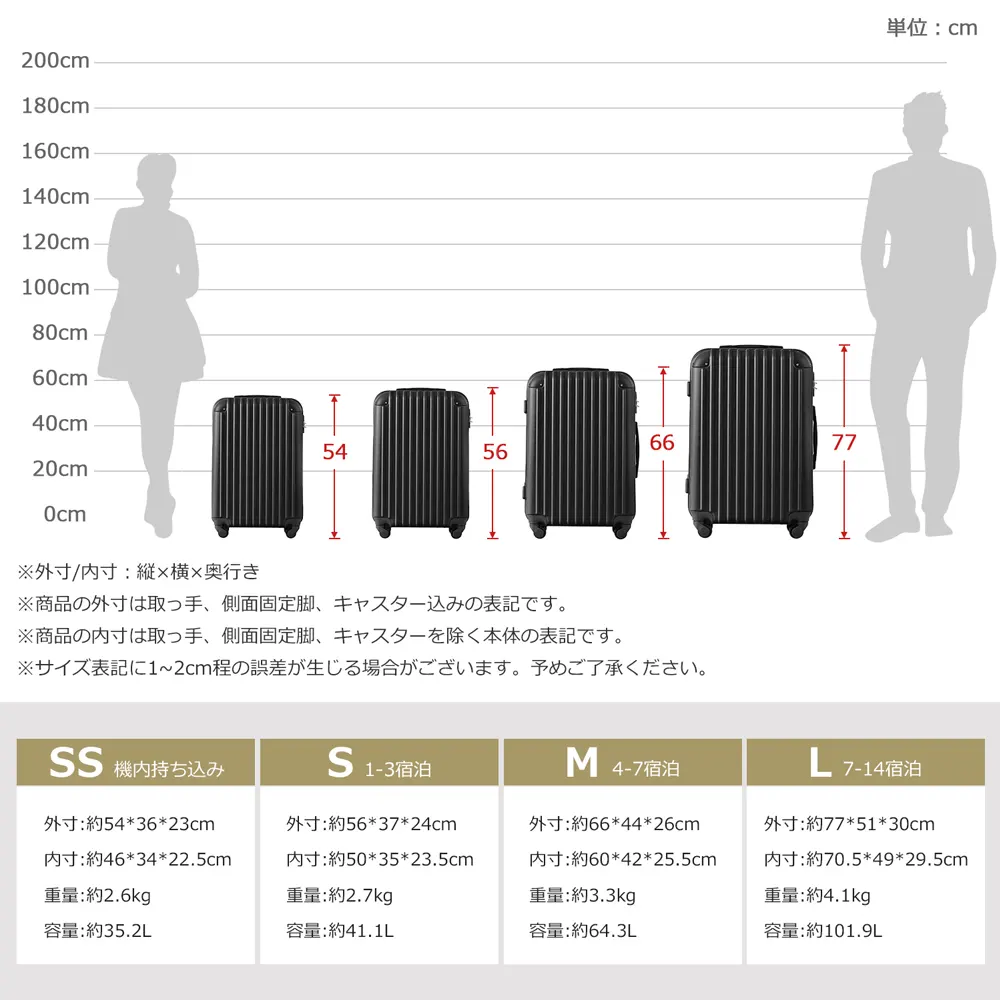 単位：cm
200cm
180cm
160cm
140cm
120cm
100cm
80cm
60cm
40cm
20cm
0cm
54
56
66
77
※外寸/内寸：縦×横×奥行き
※商品の外寸は取っ手、側面固定脚、キャスター込みの表記です。
※商品の内寸は取っ手、側面固定脚、キャスターを除く本体の表記です。
※サイズ表記に1~2cm程の誤差が生じる場合がございます。予めご了承ください。
SS 機内持ち込み
外寸:約54*36*23cm
内寸:約46*34*22.5cm
重量:約2.6kg
容量:約35.2L
S 1-3宿泊
外寸:約56*37*24cm
内寸:約50*35*23.5cm
重量:約2.7kg
容量:約41.1L
M 4-7宿泊
外寸:約66*44*26cm
内寸:約60*42*25.5cm
重量:約3.3kg
容量:約64.3L
L 7-14宿泊
外寸:約77*51*30cm
内寸:約70.5*49*29.5cm
重量:約4.1kg
容量:約101.9L